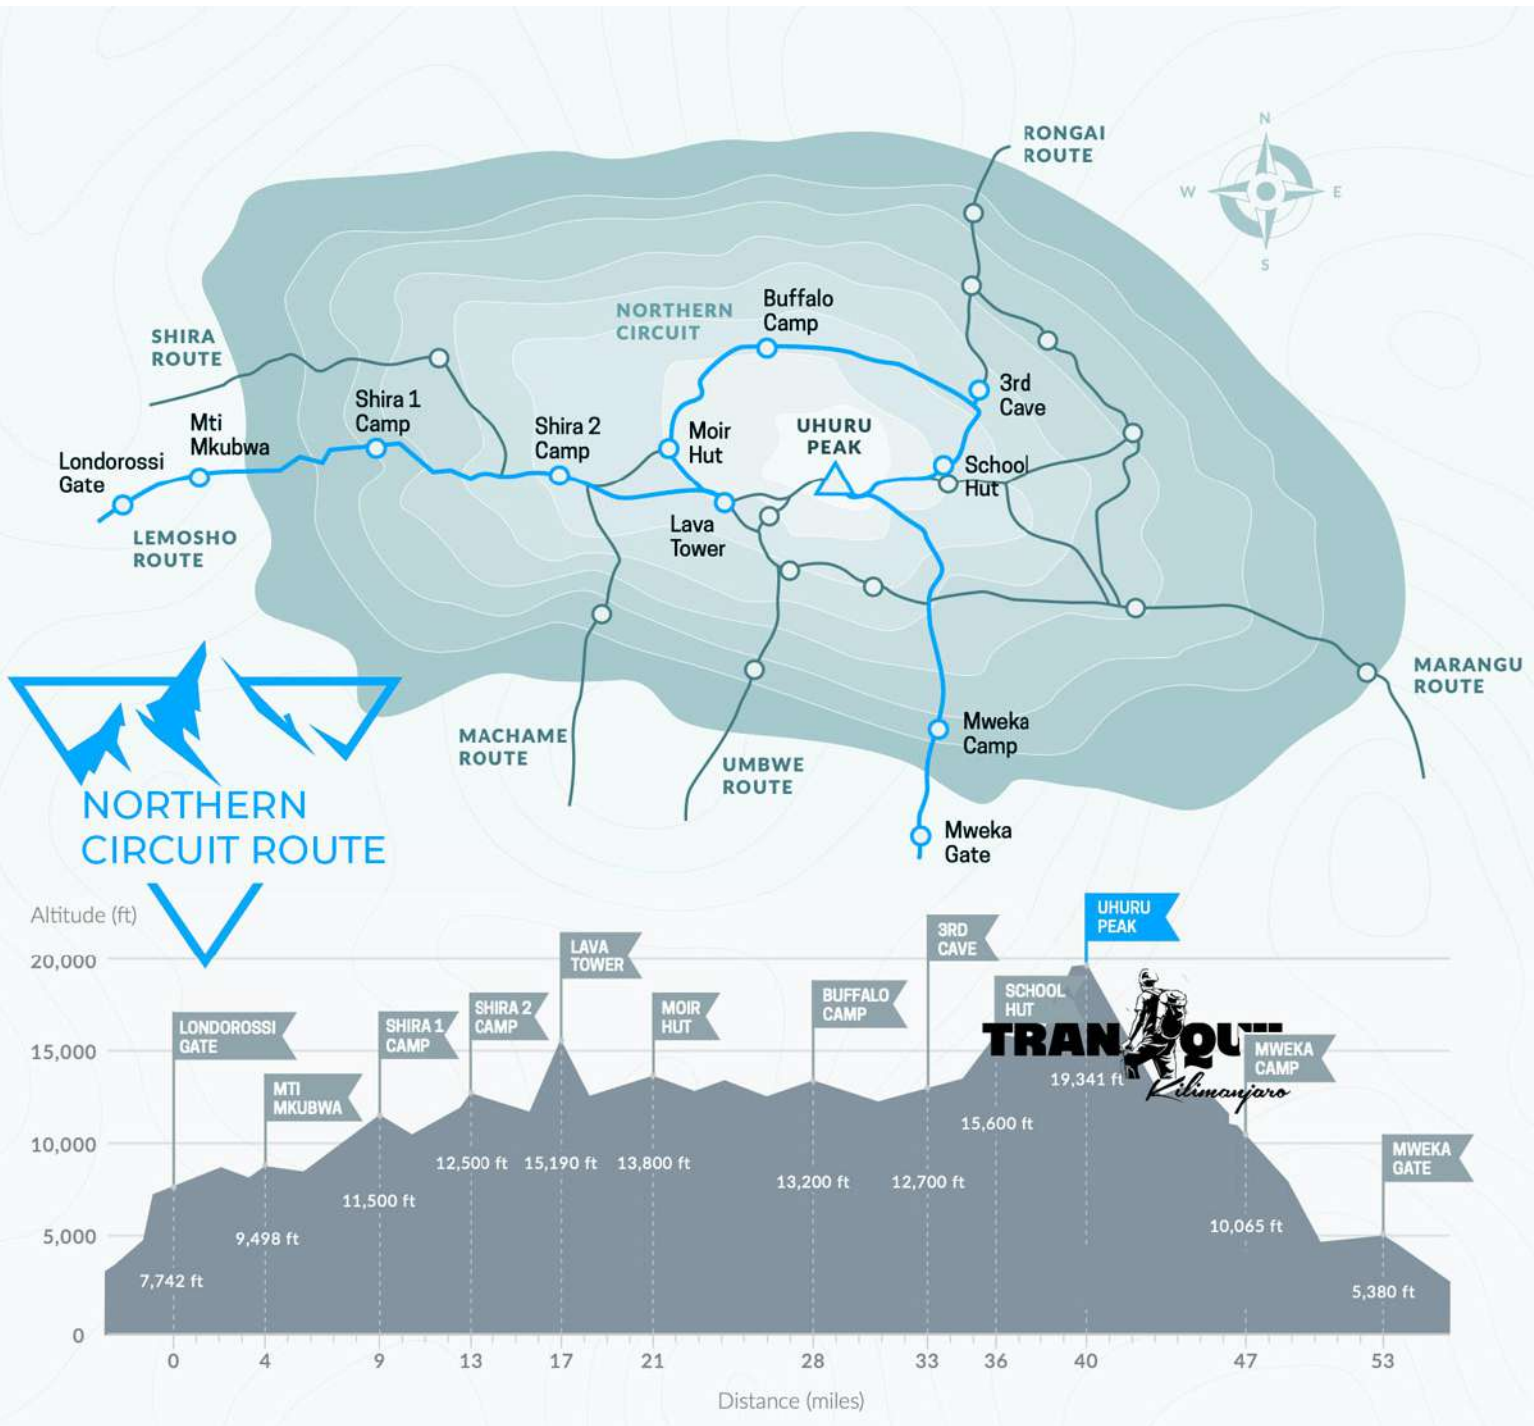 N
W
E
S
RONGAI
ROUTE
NORTHERN
CIRCUIT
Buffalo
Camp
SHIRA
ROUTE
3rd
Cave
Shira 1
Camp
Mti
Mkubwa
Shira 2
Camp
Moir
Hut
UHURU
PEAK
Londorossi
Gate
School
Hut
Lava
Tower
LEMOSHO
ROUTE
MARANGU
ROUTE
Mweka
Camp
MACHAME
ROUTE
UMBWE
ROUTE
Mweka
Gate
NORTHERN
CIRCUIT ROUTE
Altitude (ft)
20,000
15,000
10,000
5,000
0
LONDOROSSI
GATE
MTI
MKUBWA
SHIRA 1
CAMP
SHIRA 2
CAMP
LAVA
TOWER
MOIR
HUT
BUFFALO
CAMP
3RD
CAVE
SCHOOL
HUT
UHURU
PEAK
MWEKA
CAMP
MWEKA
GATE
Kilimanjaro
7,742 ft
9,498 ft
11,500 ft
12,500 ft
15,190 ft
13,800 ft
13,200 ft
12,700 ft
15,600 ft
19,341 ft
10,065 ft
5,380 ft
0 4 9 13 17 21 28 33 36 40 47 53
Distance (miles)